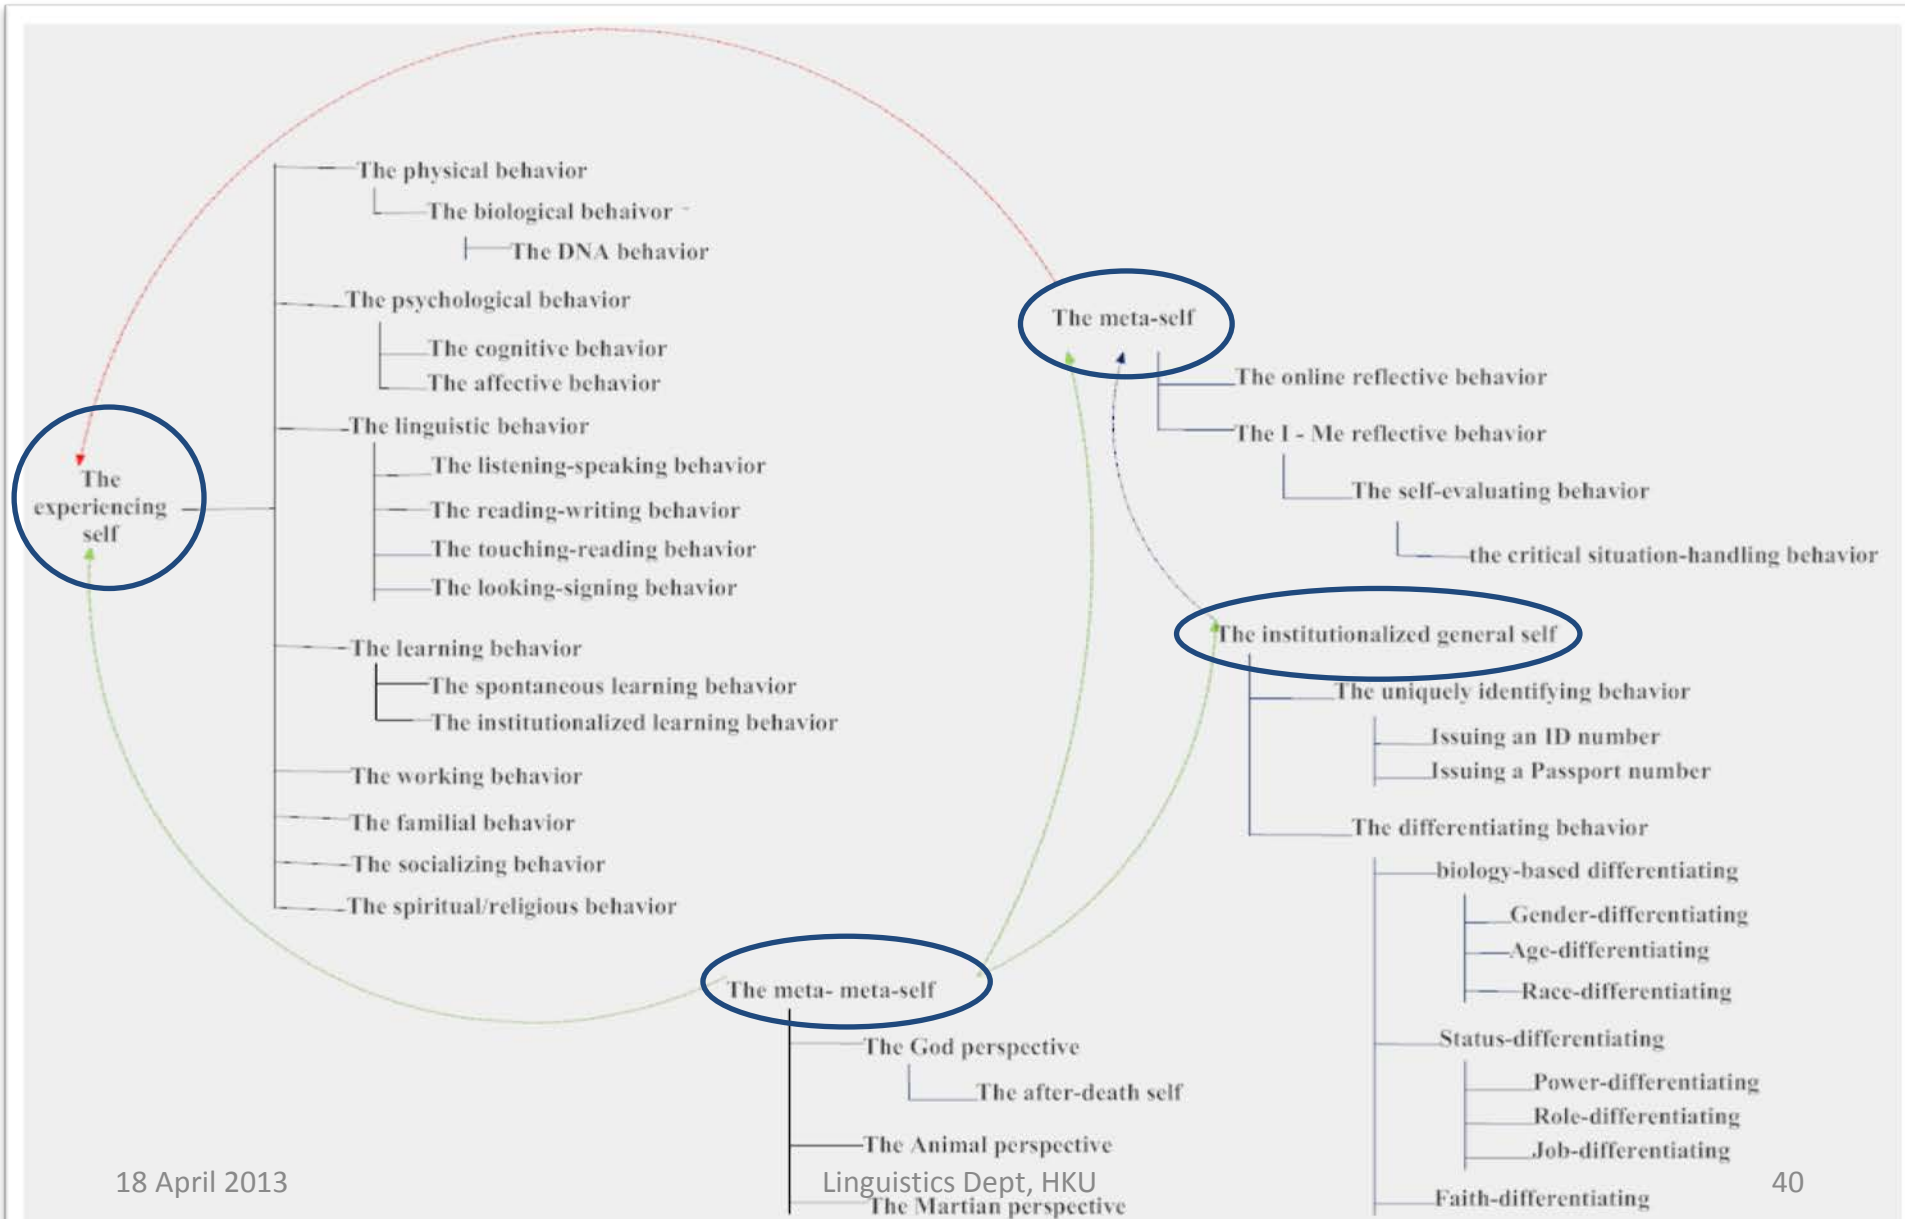 The physical behavior
The biological behaivor
The DNA behavior
The psychological behavior
The cognitive behavior
The affective behavior
The linguistic behavior
The listening-speaking behavior
The reading-writing behavior
The touching-reading behavior
The looking-signing behavior
The
experiencing
self
The learning behavior
The spontaneous learning behavior
The institutionalized learning behavior
The working behavior
The familial behavior
The socializing behavior
The spiritual/religious behavior
The meta-self
The online reflective behavior
The I - Me reflective behavior
The self-evaluating behavior
the critical situation-handling behavior
The institutionalized general self
The uniquely identifying behavior
Issuing an ID number
Issuing a Passport number
The differentiating behavior
biology-based differentiating
Gender-differentiating
Age-differentiating
Race-differentiating
Status-differentiating
Power-differentiating
Role-differentiating
Job-differentiating
Faith-differentiating
The meta- meta-self
The God perspective
The after-death self
The Animal perspective
The Martian perspective
18 April 2013
Linguistics Dept, HKU
40